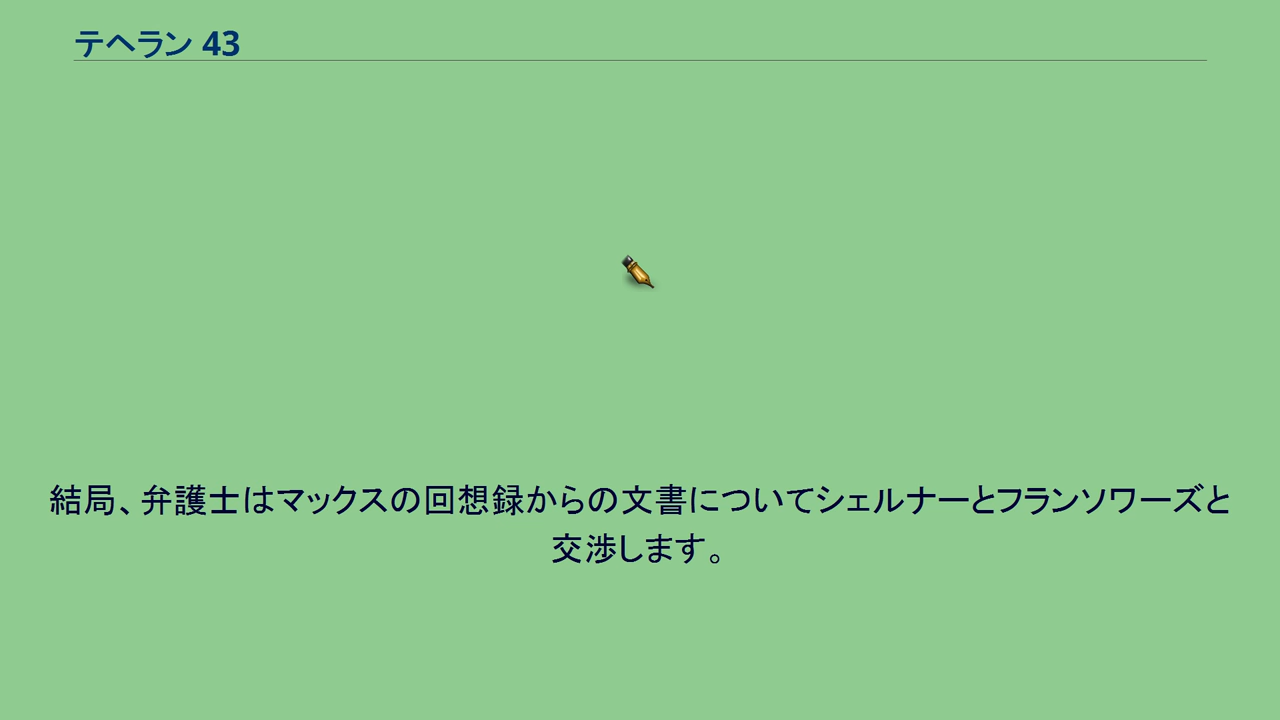 テヘラン 43
結局、弁護士はマックスの回想録からの文書についてシェルナーとフランソワーズと
交渉します。